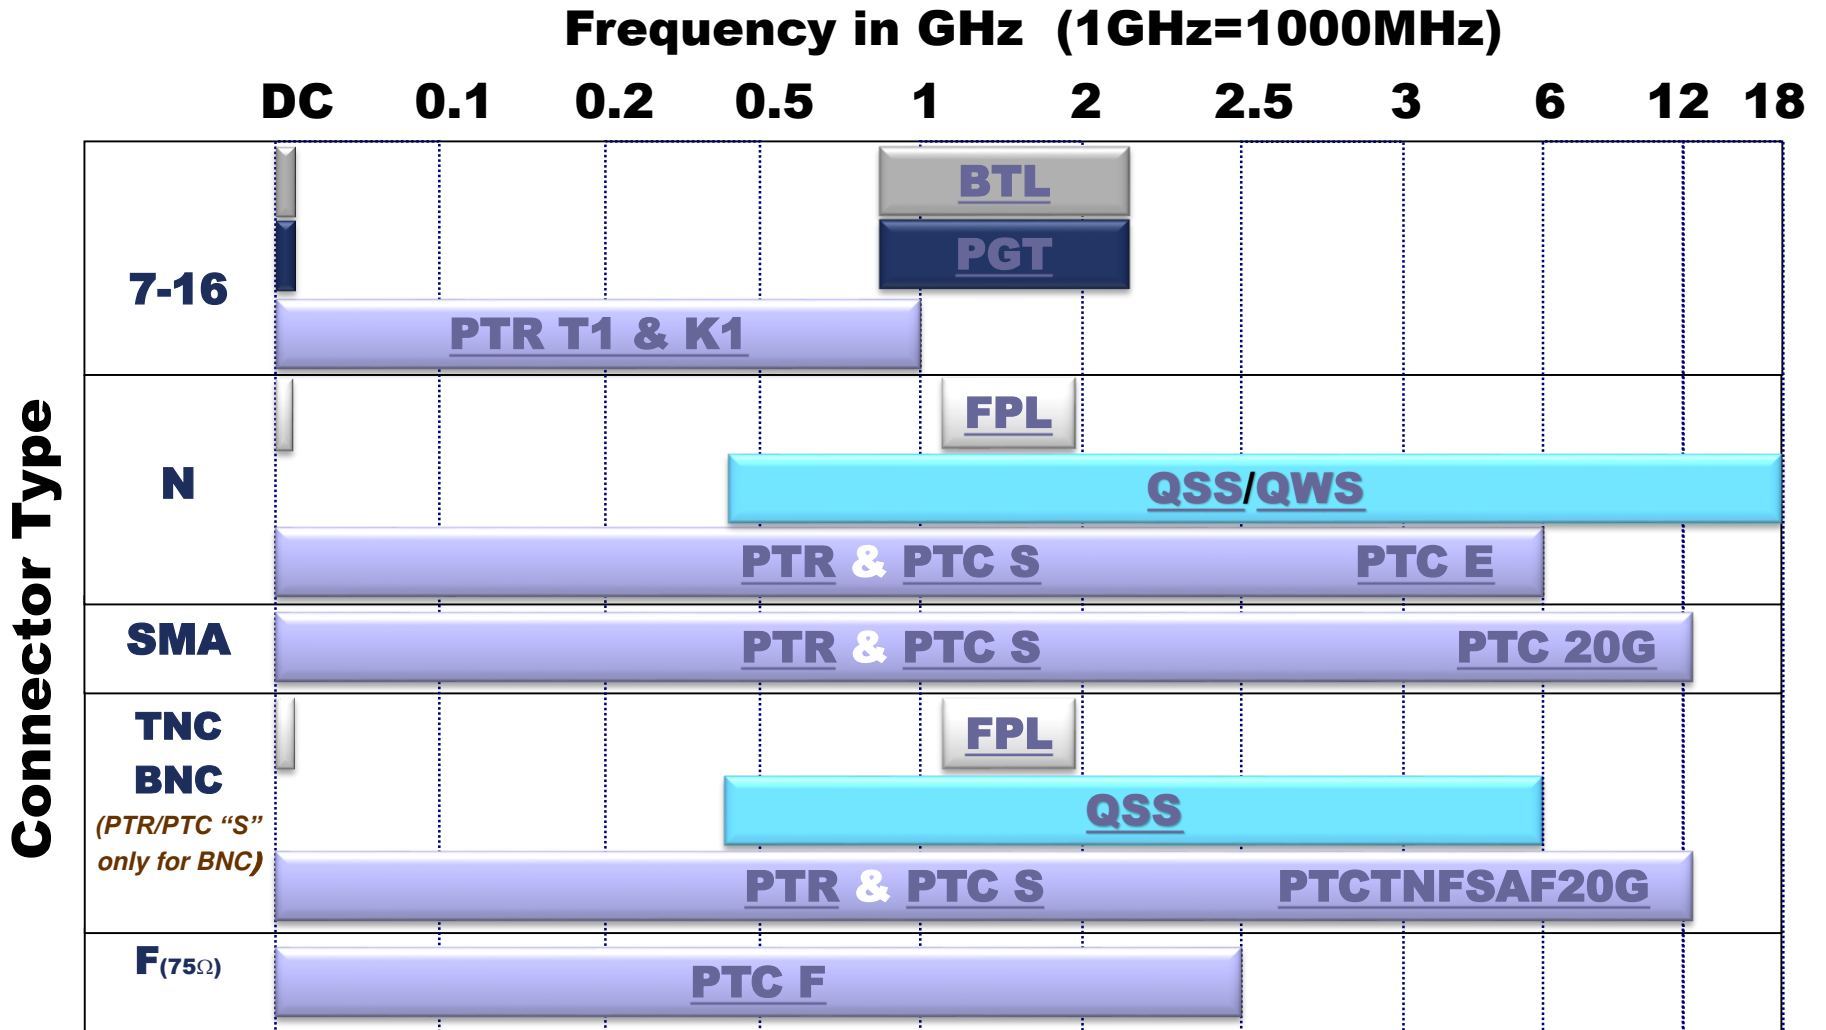 Frequency in GHz (1GHz=1000MHz)
DC 0.1 0.2 0.5 1 2 2.5 3 6 12 18
Connector Type
7-16
BTL
PGT
PTR T1 & K1
N
FPL
QSS/QWS
PTR & PTC S PTC E
SMA
PTR & PTC S PTC 20G
TNC
BNC
(PTR/PTC “S”
only for BNC)
FPL
QSS
PTR & PTC S PTCTNFSAF20G
F(75Ω)
PTC F